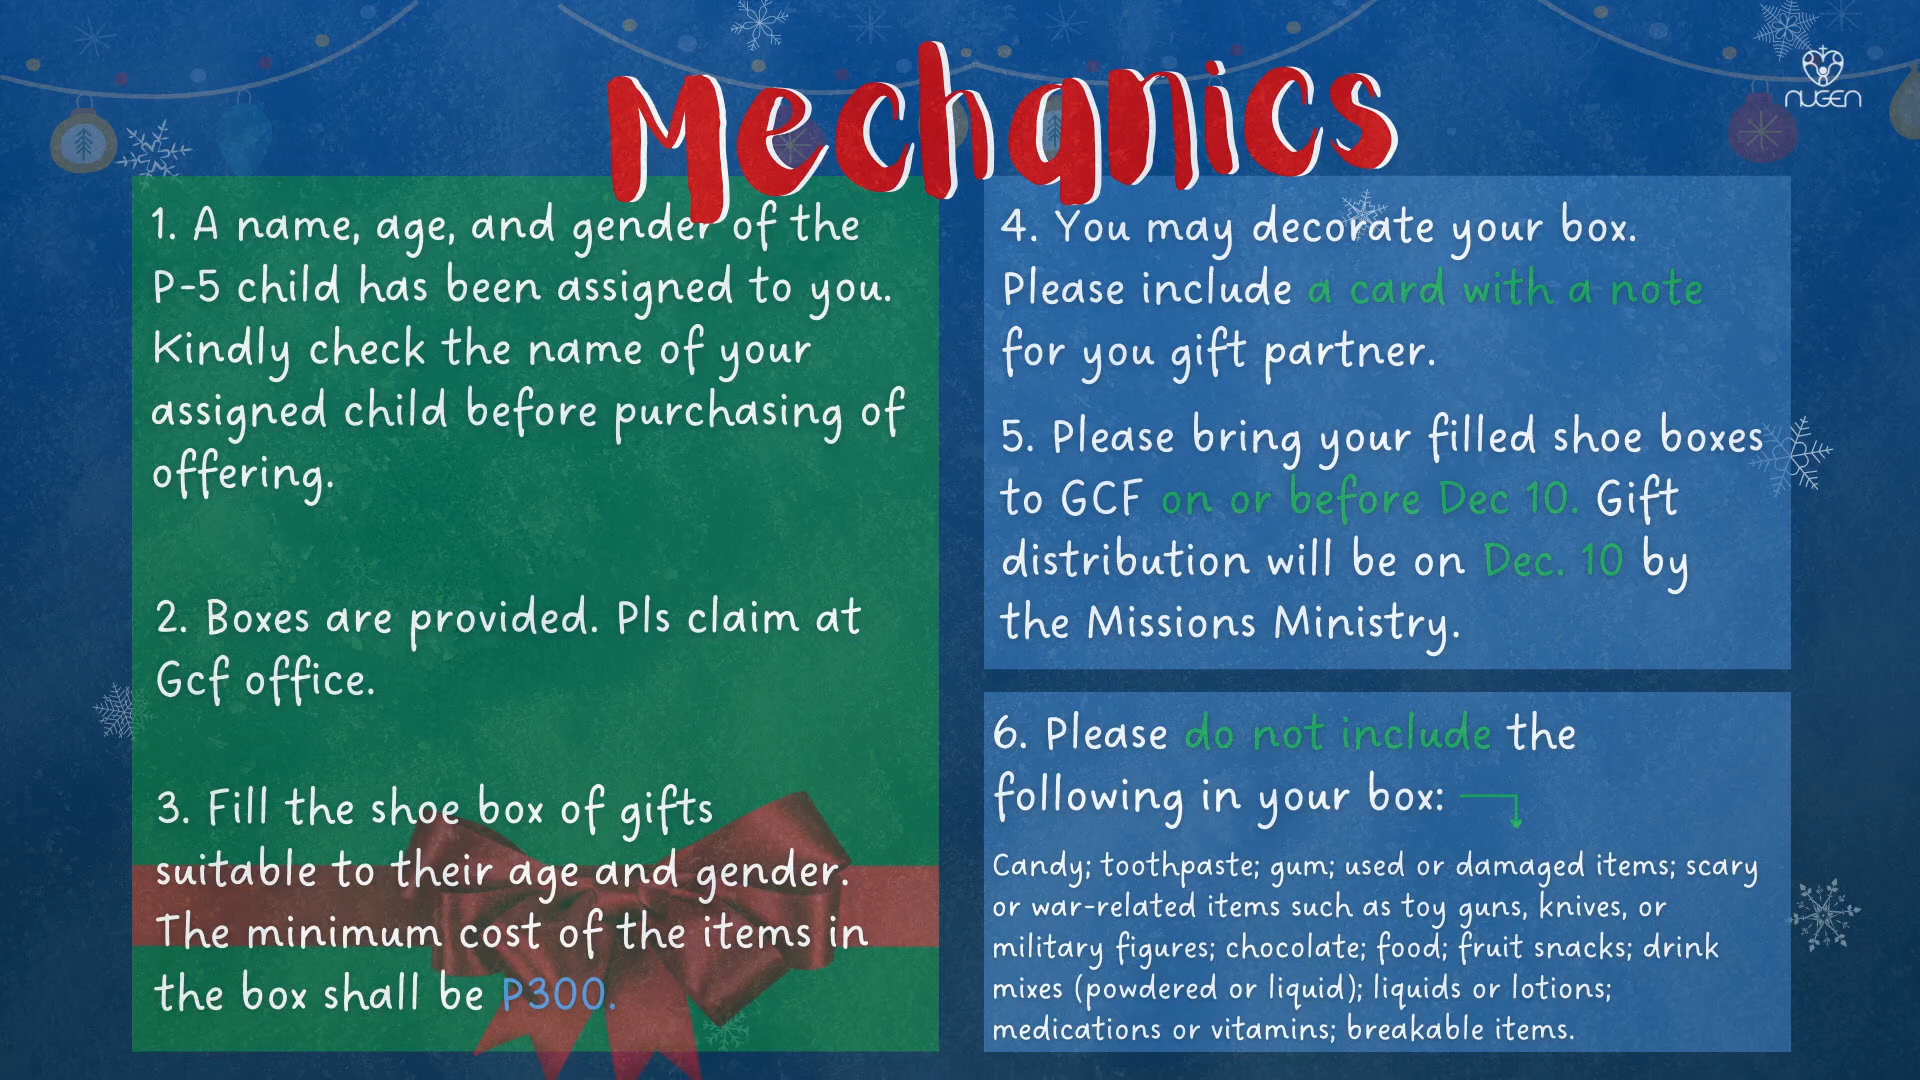 Mechanics
NUGEN
1. A name, age, and gender of the
P-5 child has been assigned to you.
Kindly check the name of your
assigned child before purchasing of
offering.
2. Boxes are provided. Pls claim at
Gcf office.
3. Fill the shoe box of gifts
suitable to their age and gender.
The minimum cost of the items in
the box shall be P300.
4. You may decorate your box.
Please include a card with a note
for you gift partner.
5. Please bring your filled shoe boxes
to GCF on or before Dec 10. Gift
distribution will be on Dec. 10 by
the Missions Ministry.
6. Please do not include the
following in your box:
Candy; toothpaste; gum; used or damaged items; scary
or war-related items such as toy guns, knives, or
military figures; chocolate; food; fruit snacks; drink
mixes (powdered or liquid); liquids or lotions;
medications or vitamins; breakable items.